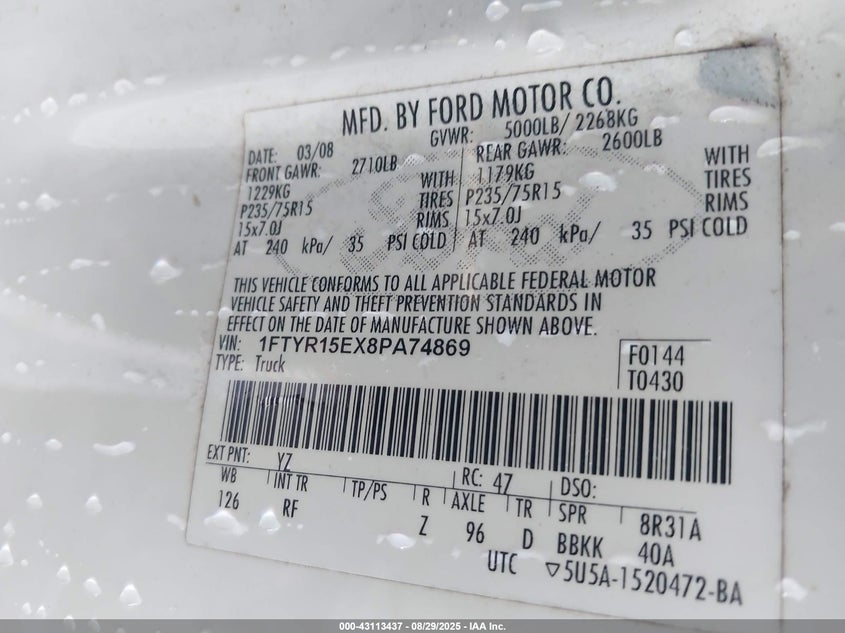 MFD. BY FORD MOTOR CO.
DATE: 03/08 GVWR: 5000LB/ 2268KG
FRONT GAWR: 2710LB REAR GAWR: 2600LB
1229KG WITH 1179KG WITH
P235/75R15 TIRES P235/75R15 TIRES
15x7.0J RIMS 15x7.0J RIMS
AT 240 kPa/ 35 PSI COLD AT 240 kPa/ 35 PSI COLD
THIS VEHICLE CONFORMS TO ALL APPLICABLE FEDERAL MOTOR
VEHICLE SAFETY AND THEFT PREVENTION STANDARDS IN
EFFECT ON THE DATE OF MANUFACTURE SHOWN ABOVE.
VIN: 1FTYR15EX8PA74869 F0144
TYPE: Truck T0430
EXT PNT: YZ RC: 47 DSO:
WB INT TR TP/PS R AXLE TR SPR 8R31A
126 RF Z 96 D BBKK 40A
UTC ▽5U5A-1520472-BA
000-43113437 - 08/29/2025 - IAA Inc.